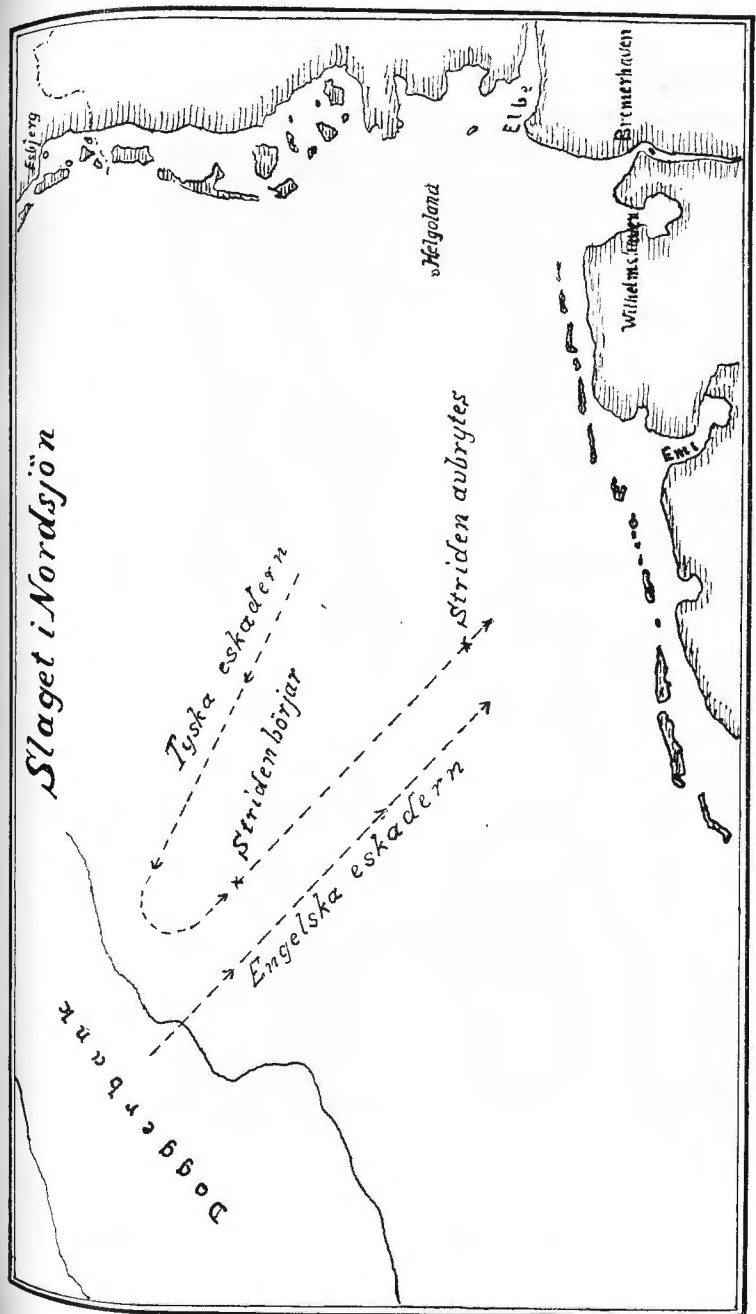 Slaget i Nordsjön
Esbjerg
Doggerbank
Tyska eskadern
Striden börjar
Engelska eskadern
Striden avbrytes
Helgoland
Elbe
Bremerhaven
Wilhelmshaven
Ems